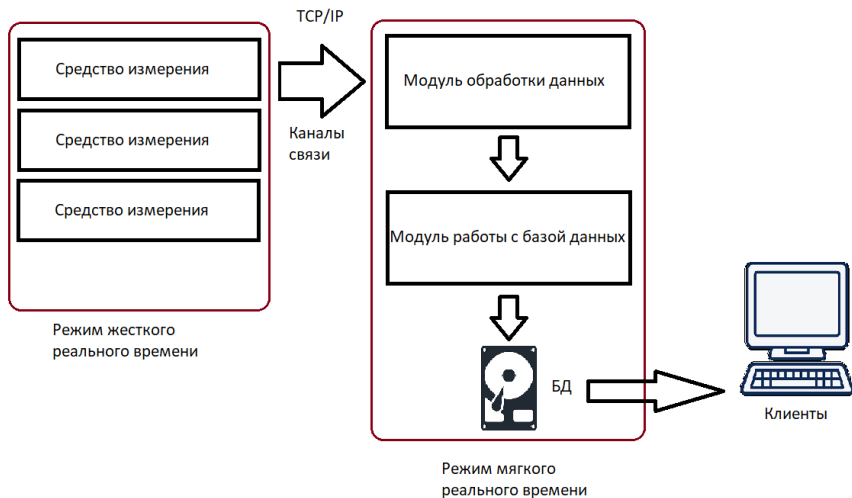 Средство измерения
Средство измерения
Средство измерения
Режим жесткого
реального времени
TCP/IP
Каналы
связи
Модуль обработки данных
Модуль работы с базой данных
БД
Режим мягкого
реального времени
Клиенты